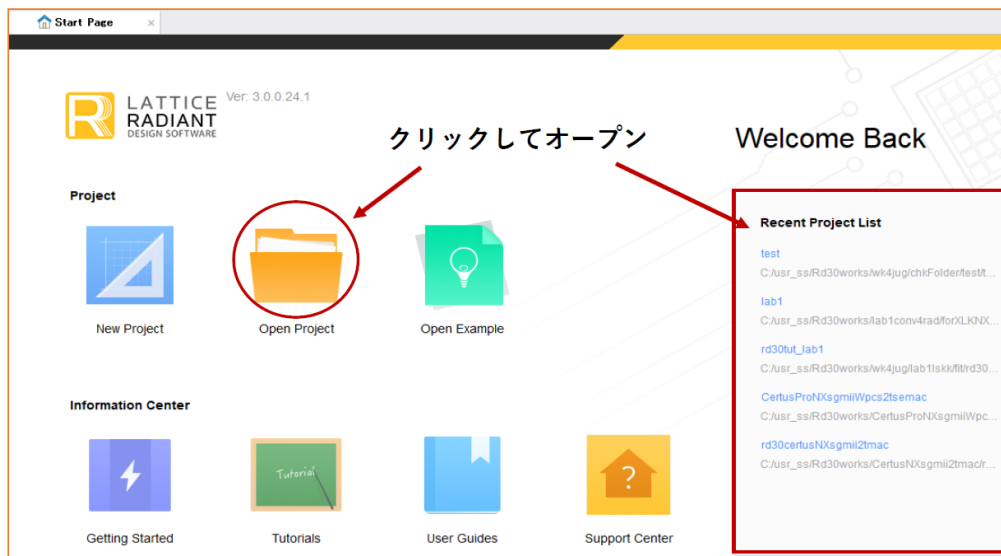 Start Page
LATTICE
RADIANT
DESIGN SOFTWARE
Ver: 3.0.0.24.1
クリックしてオープン
Welcome Back
Project
New Project
Open Project
Open Example
Recent Project List
test
C:/usr_ss/Rd30works/wk4jug/chkFolder/test/t...
lab1
C:/usr_ss/Rd30works/lab1conv4rad/forXLKNX...
rd30tut_lab1
C:/usr_ss/Rd30works/wk4jug/lab1lskk/fit/rd30...
CertusProNXsgmiiWpcs2tsemac
C:/usr_ss/Rd30works/CertusProNXsgmiiWpc...
rd30certusNXsgmii2tmac
C:/usr_ss/Rd30works/CertusNXsgmii2tmac/r...
Information Center
Tutorial
Getting Started
Tutorials
User Guides
Support Center